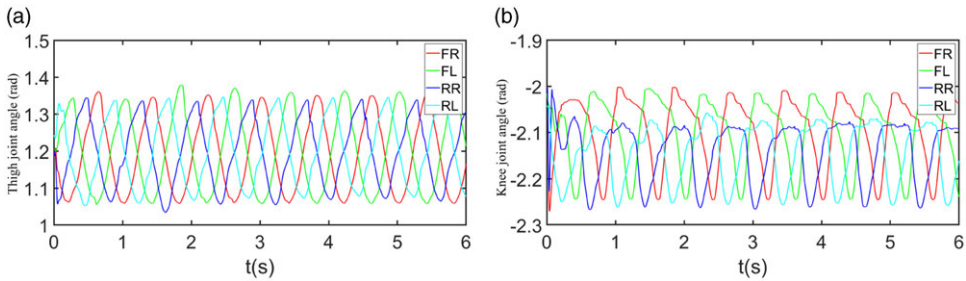 (a)
1.5
1.4
1.3
1.2
1.1
1
Thigh joint angle (rad)
0 1 2 3 4 5 6
t(s)
FR
FL
RR
RL
(b)
-1.9
-2
-2.1
-2.2
-2.3
Knee joint angle (rad)
0 1 2 3 4 5 6
t(s)
FR
FL
RR
RL